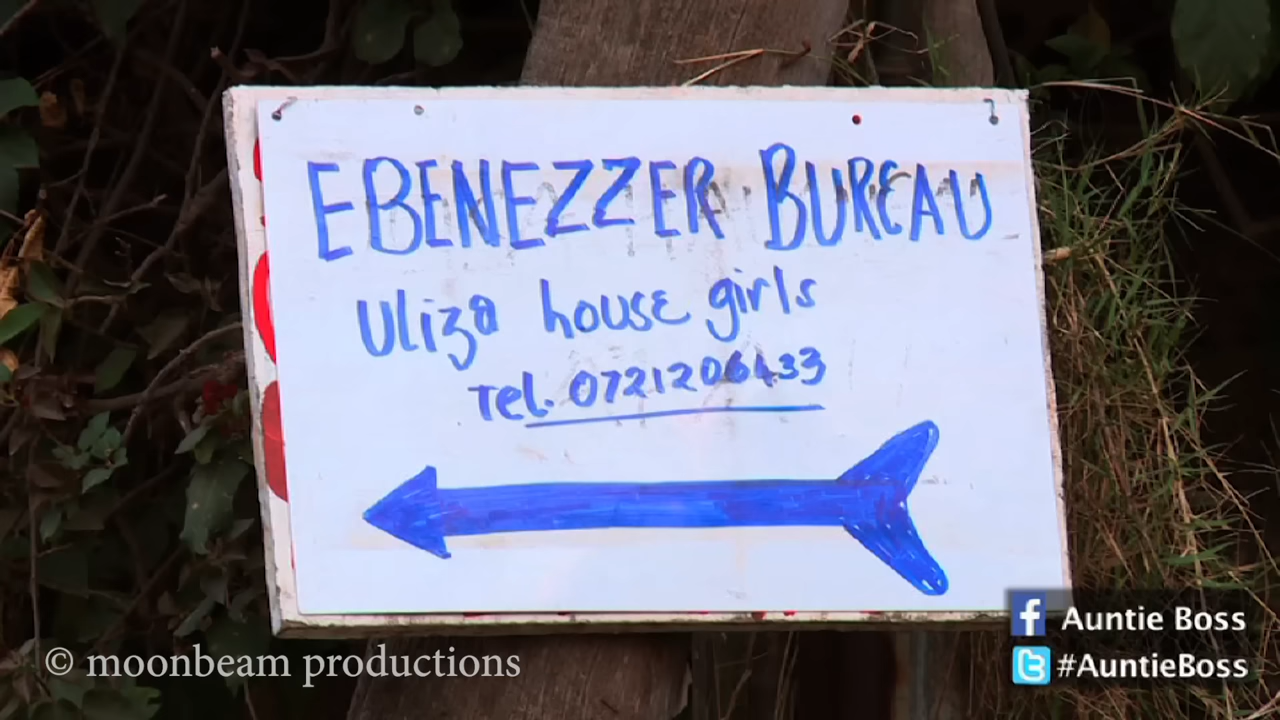 EBENEZZER BUREAU
Uliza house girls
Tel. 0721206433
Auntie Boss
#AuntieBoss
© moonbeam productions